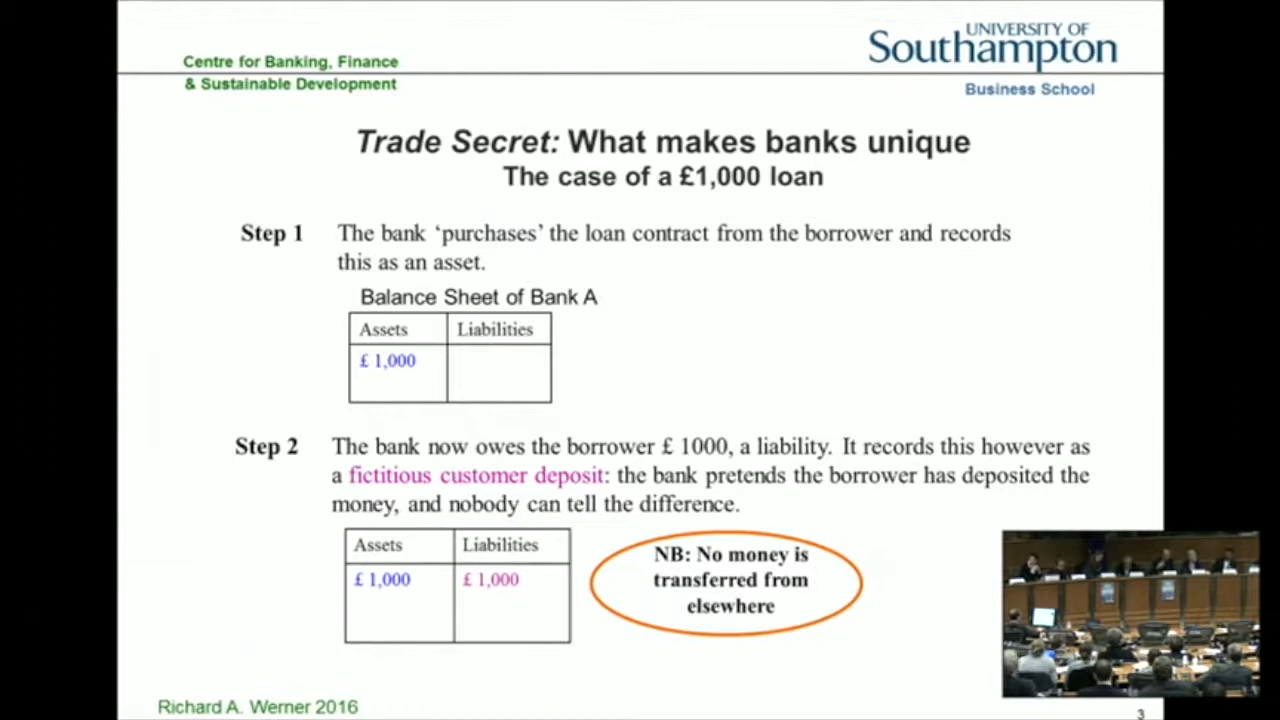 Centre for Banking, Finance
& Sustainable Development
UNIVERSITY OF
Southampton
Business School
Trade Secret: What makes banks unique
The case of a £1,000 loan
Step 1 The bank ‘purchases’ the loan contract from the borrower and records
this as an asset.
Balance Sheet of Bank A
Assets Liabilities
£ 1,000
Step 2 The bank now owes the borrower £ 1000, a liability. It records this however as
a fictitious customer deposit: the bank pretends the borrower has deposited the
money, and nobody can tell the difference.
Assets Liabilities
£ 1,000 £ 1,000
NB: No money is
transferred from
elsewhere
Richard A. Werner 2016
3